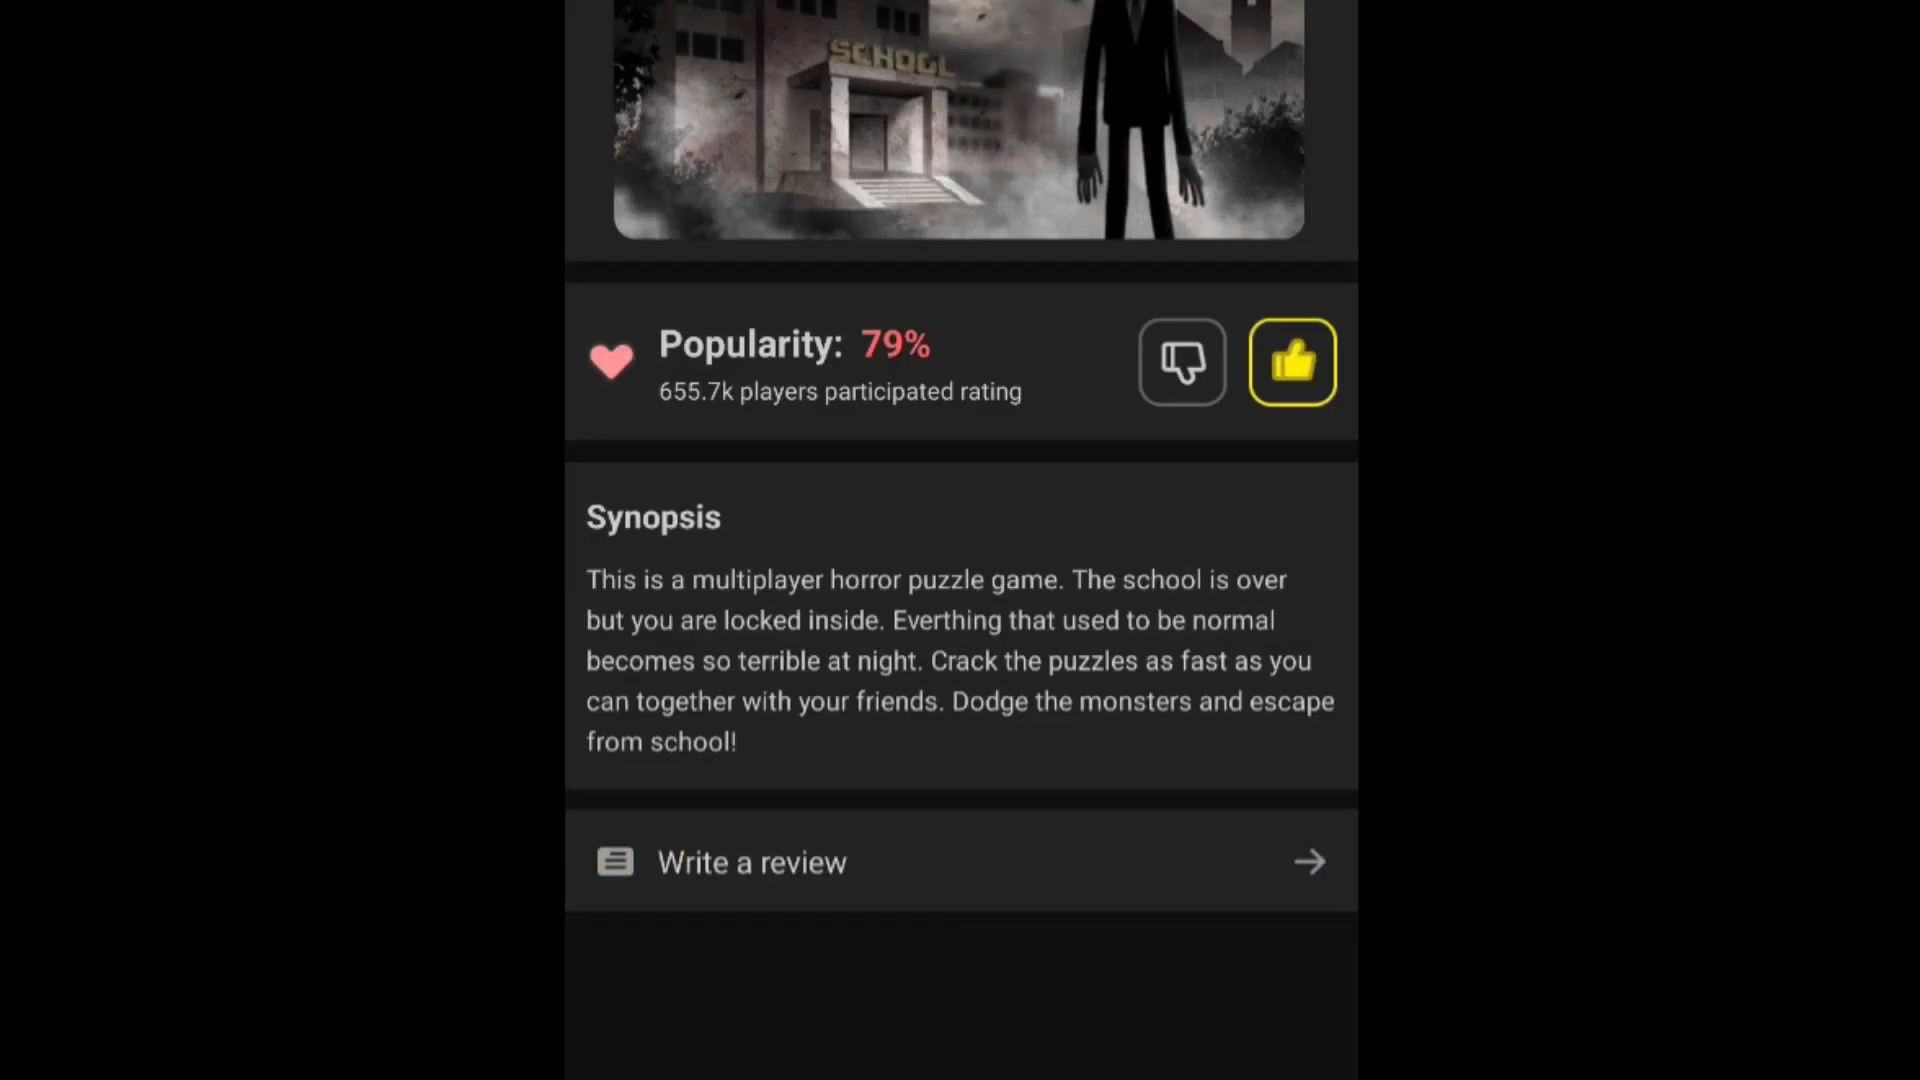 SCHOOL
Popularity: 79%
655.7k players participated rating
Synopsis
This is a multiplayer horror puzzle game. The school is over
but you are locked inside. Everthing that used to be normal
becomes so terrible at night. Crack the puzzles as fast as you
can together with your friends. Dodge the monsters and escape
from school!
Write a review